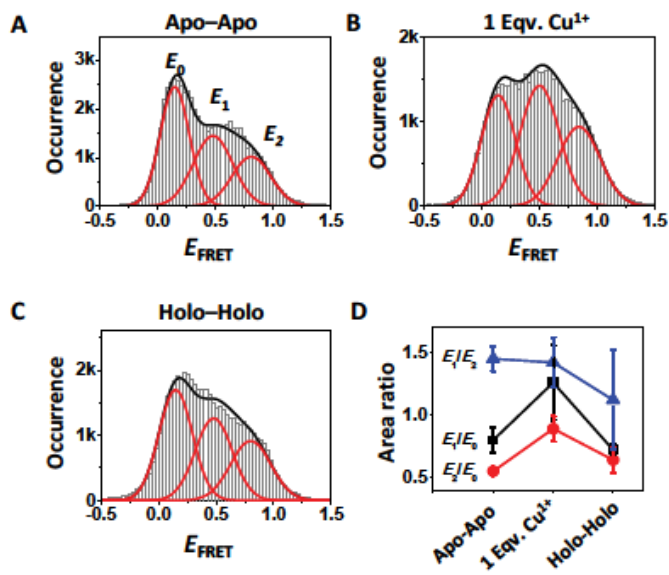 A
Apo–Apo
E₀
E₁
E₂
Occurrence
3k
2k
1k
0
-0.5 0.0 0.5 1.0 1.5
E_FRET
B
1 Eqv. Cu¹⁺
Occurrence
2k
1k
0
-0.5 0.0 0.5 1.0 1.5
E_FRET
C
Holo–Holo
Occurrence
2k
1k
0
-0.5 0.0 0.5 1.0 1.5
E_FRET
D
Area ratio
1.5
1.0
0.5
E₁/E₂
E₁/E₀
E₂/E₀
Apo-Apo
1 Eqv. Cu¹⁺
Holo-Holo